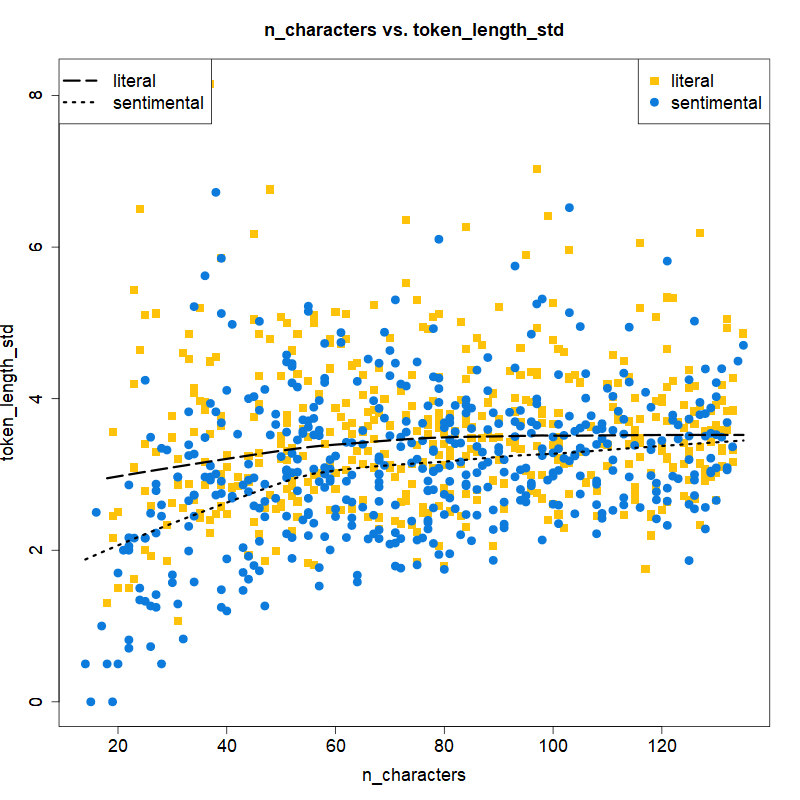 n_characters vs. token_length_std
literal
sentimental
literal
sentimental
token_length_std
8
6
4
2
0
20 40 60 80 100 120
n_characters